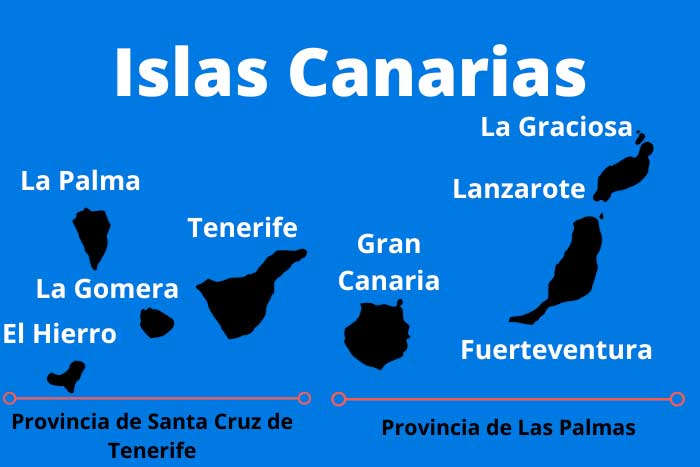 Islas Canarias
La Graciosa
La Palma
Lanzarote
Tenerife
Gran
Canaria
La Gomera
El Hierro
Fuerteventura
Provincia de Santa Cruz de
Tenerife
Provincia de Las Palmas